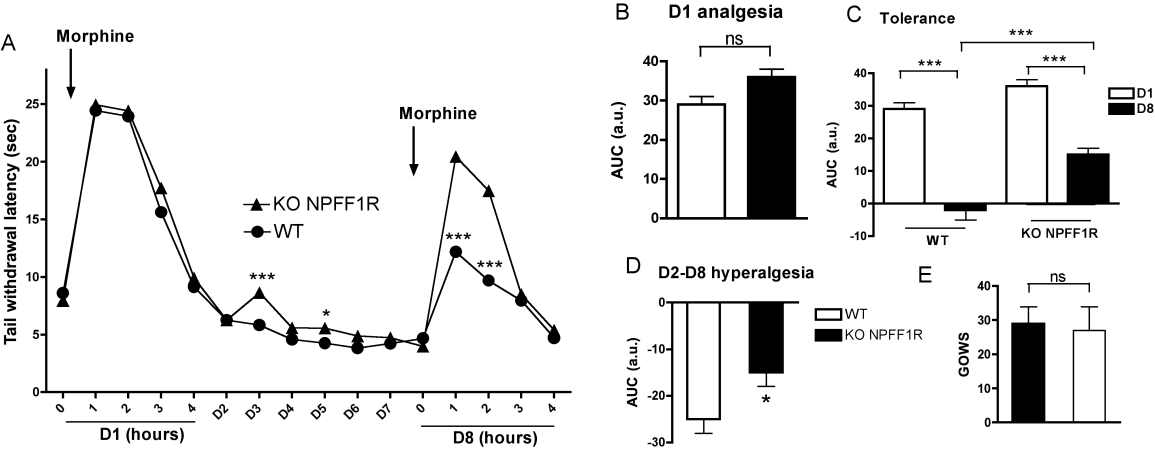 A
Morphine
Tail withdrawal latency (sec)
25
20
15
10
5
0
Morphine
KO NPFF1R
WT
***
*
***
***
0 1 2 3 4 D2 D3 D4 D5 D6 D7 0 1 2 3 4
D1 (hours)
D8 (hours)
B
D1 analgesia
ns
AUC (a.u.)
40
30
20
10
0
C
Tolerance
***
***
***
AUC (a.u.)
40
30
20
10
0
-10
D1
D8
WT
KO NPFF1R
D
D2-D8 hyperalgesia
AUC (a.u.)
0
-10
-20
-30
*
WT
KO NPFF1R
E
ns
GOWS
40
30
20
10
0